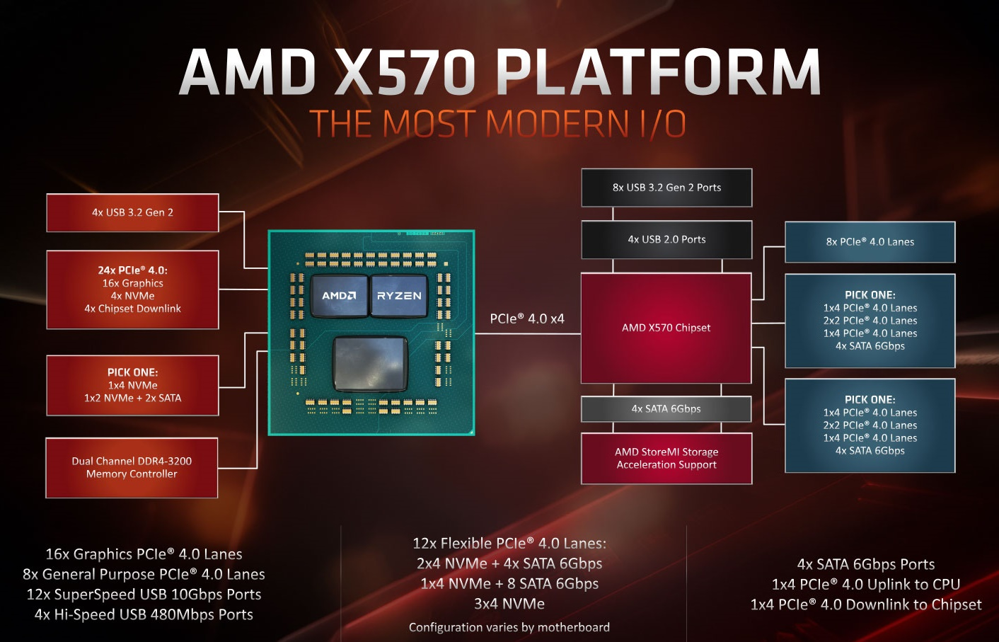 AMD X570 PLATFORM
THE MOST MODERN I/O
4x USB 3.2 Gen 2
24x PCIe® 4.0:
16x Graphics
4x NVMe
4x Chipset Downlink
PICK ONE:
1x4 NVMe
1x2 NVMe + 2x SATA
Dual Channel DDR4-3200
Memory Controller
AMD RYZEN
PCIe® 4.0 x4
8x USB 3.2 Gen 2 Ports
4x USB 2.0 Ports
AMD X570 Chipset
4x SATA 6Gbps
AMD StoreMI Storage
Acceleration Support
8x PCIe® 4.0 Lanes
PICK ONE:
1x4 PCIe® 4.0 Lanes
2x2 PCIe® 4.0 Lanes
1x4 PCIe® 4.0 Lanes
4x SATA 6Gbps
PICK ONE:
1x4 PCIe® 4.0 Lanes
2x2 PCIe® 4.0 Lanes
1x4 PCIe® 4.0 Lanes
4x SATA 6Gbps
16x Graphics PCIe® 4.0 Lanes
8x General Purpose PCIe® 4.0 Lanes
12x SuperSpeed USB 10Gbps Ports
4x Hi-Speed USB 480Mbps Ports
12x Flexible PCIe® 4.0 Lanes:
2x4 NVMe + 4x SATA 6Gbps
1x4 NVMe + 8 SATA 6Gbps
3x4 NVMe
Configuration varies by motherboard
4x SATA 6Gbps Ports
1x4 PCIe® 4.0 Uplink to CPU
1x4 PCIe® 4.0 Downlink to Chipset